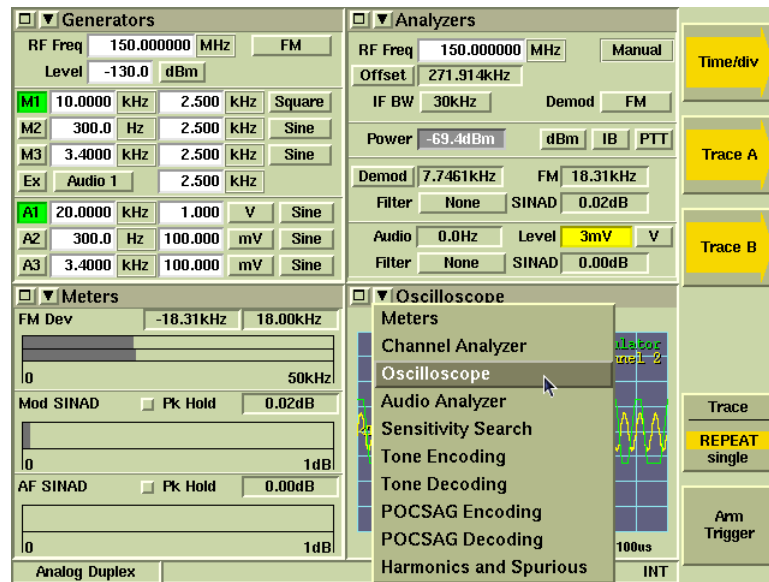 Generators
RF Freq 150.000000 MHz FM
Level -130.0 dBm
M1 10.0000 kHz 2.500 kHz Square
M2 300.0 Hz 2.500 kHz Sine
M3 3.4000 kHz 2.500 kHz Sine
Ex Audio 1 2.500 kHz
A1 20.0000 kHz 1.000 V Sine
A2 300.0 Hz 100.000 mV Sine
A3 3.4000 kHz 100.000 mV Sine
Analyzers
RF Freq 150.000000 MHz Manual
Offset 271.914kHz
IF BW 30kHz Demod FM
Power -69.4dBm dBm IB PTT
Demod 7.7461kHz FM 18.31kHz
Filter None SINAD 0.02dB
Audio 0.0Hz Level 3mV V
Filter None SINAD 0.00dB
Time/div
Trace A
Trace B
Meters
FM Dev -18.31kHz 18.00kHz
0 50kHz
Mod SINAD Pk Hold 0.02dB
0 1dB
AF SINAD Pk Hold 0.00dB
0 1dB
Oscilloscope
Meters
Channel Analyzer
Oscilloscope
Audio Analyzer
Sensitivity Search
Tone Encoding
Tone Decoding
POCSAG Encoding
POCSAG Decoding
Harmonics and Spurious
2
100us
Trace
REPEAT
single
Arm
Trigger
Analog Duplex
INT